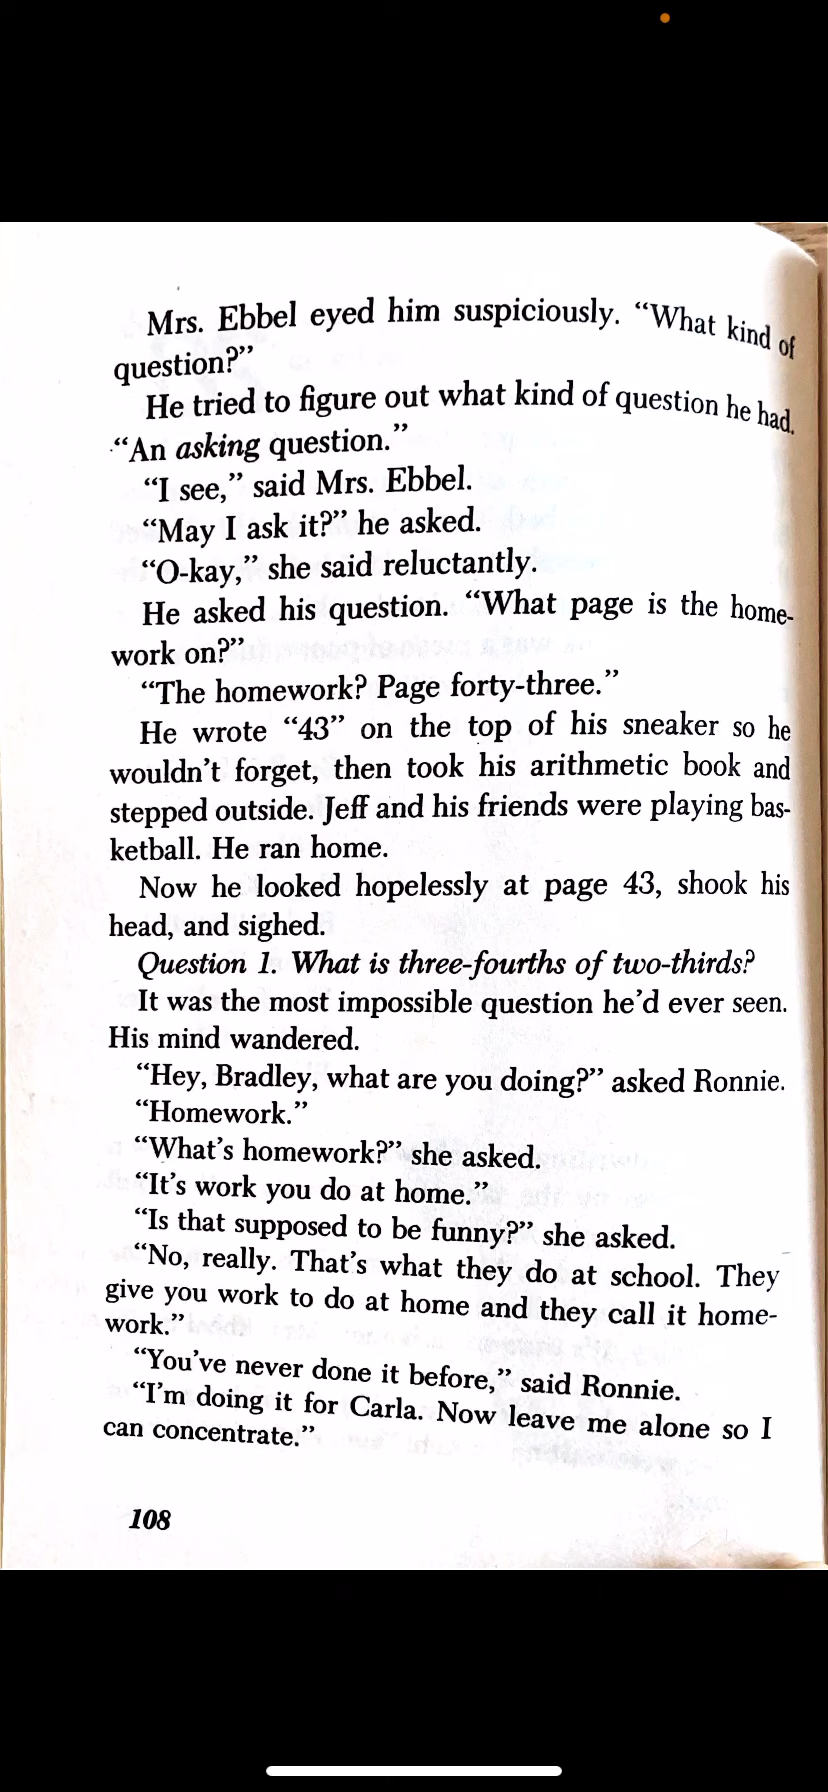 Mrs. Ebbel eyed him suspiciously. “What kind of
question?”
He tried to figure out what kind of question he had.
“An asking question.”
“I see,” said Mrs. Ebbel.
“May I ask it?” he asked.
“O-kay,” she said reluctantly.
He asked his question. “What page is the home-
work on?”
“The homework? Page forty-three.”
He wrote “43” on the top of his sneaker so he
wouldn’t forget, then took his arithmetic book and
stepped outside. Jeff and his friends were playing bas-
ketball. He ran home.
Now he looked hopelessly at page 43, shook his
head, and sighed.
Question 1. What is three-fourths of two-thirds?
It was the most impossible question he’d ever seen.
His mind wandered.
“Hey, Bradley, what are you doing?” asked Ronnie.
“Homework.”
“What’s homework?” she asked.
“It’s work you do at home.”
“Is that supposed to be funny?” she asked.
“No, really. That’s what they do at school. They
give you work to do at home and they call it home-
work.”
“You’ve never done it before,” said Ronnie.
“I’m doing it for Carla. Now leave me alone so I
can concentrate.”
108